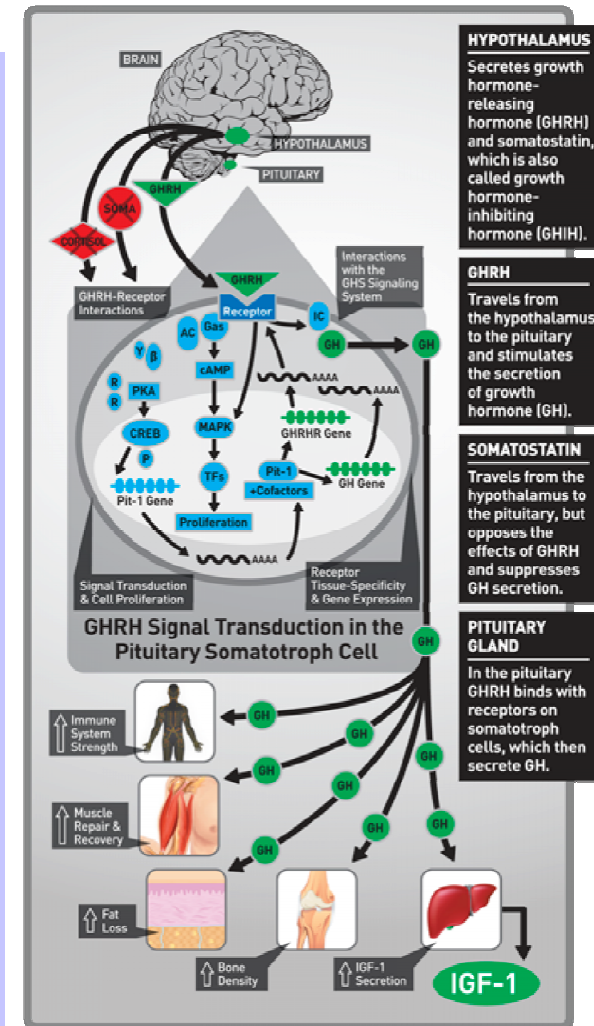 BRAIN
HYPOTHALAMUS
PITUITARY
GHRH
SOMA
CORTISOL
GHRH-Receptor
Interactions
Interactions
with the
GHS Signaling
System
GHRH
Receptor
IC
GH
GH
AC
Gas
cAMP
γ
β
R
R
PKA
CREB
P
Pit-1 Gene
MAPK
TFs
Proliferation
AAAA
AAAA
GHRHR Gene
Pit-1
+Cofactors
GH Gene
AAAA
Signal Transduction
& Cell Proliferation
Receptor
Tissue-Specificity
& Gene Expression
GHRH Signal Transduction in the
Pituitary Somatotroph Cell
GH
GH
GH
GH
GH
GH
GH
GH
GH
Immune
System
Strength
Muscle
Repair &
Recovery
Fat
Loss
Bone
Density
IGF-1
Secretion
IGF-1
HYPOTHALAMUS
Secretes growth
hormone-
releasing
hormone (GHRH)
and somatostatin,
which is also
called growth
hormone-
inhibiting
hormone (GHIH).
GHRH
Travels from
the hypothalamus
to the pituitary
and stimulates
the secretion
of growth
hormone (GH).
SOMATOSTATIN
Travels from the
hypothalamus to
the pituitary, but
opposes the
effects of GHRH
and suppresses
GH secretion.
PITUITARY
GLAND
In the pituitary
GHRH binds with
receptors on
somatotroph
cells, which then
secrete GH.